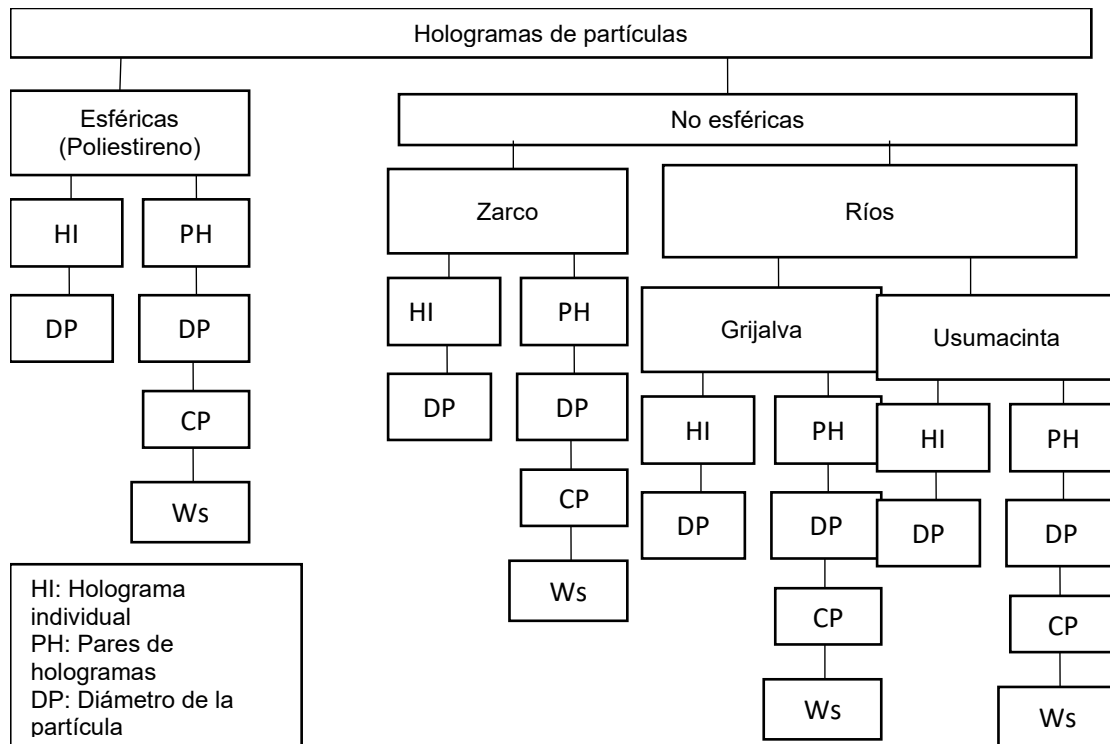 Hologramas de partículas
Esféricas
(Poliestireno)
No esféricas
Zarco
Ríos
HI
PH
HI
PH
Grijalva
Usumacinta
DP
DP
DP
DP
HI
PH
HI
PH
CP
CP
DP
DP
DP
DP
Ws
Ws
CP
CP
Ws
Ws
HI: Holograma
individual
PH: Pares de
hologramas
DP: Diámetro de la
partícula